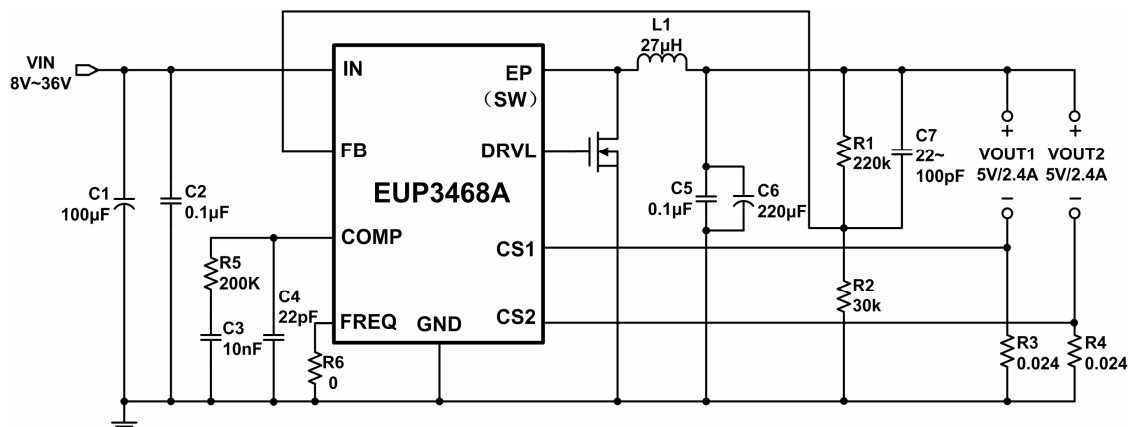 VIN
8V~36V
C1
100µF
C2
0.1µF
R5
200K
C3
10nF
C4
22pF
R6
0
IN
FB
EUP3468A
COMP
FREQ
GND
EP
(SW)
DRVL
CS1
CS2
L1
27µH
C5
0.1µF
C6
220µF
R1
220k
C7
22~
100pF
R2
30k
+
VOUT1
5V/2.4A
−
+
VOUT2
5V/2.4A
−
R3
0.024
R4
0.024